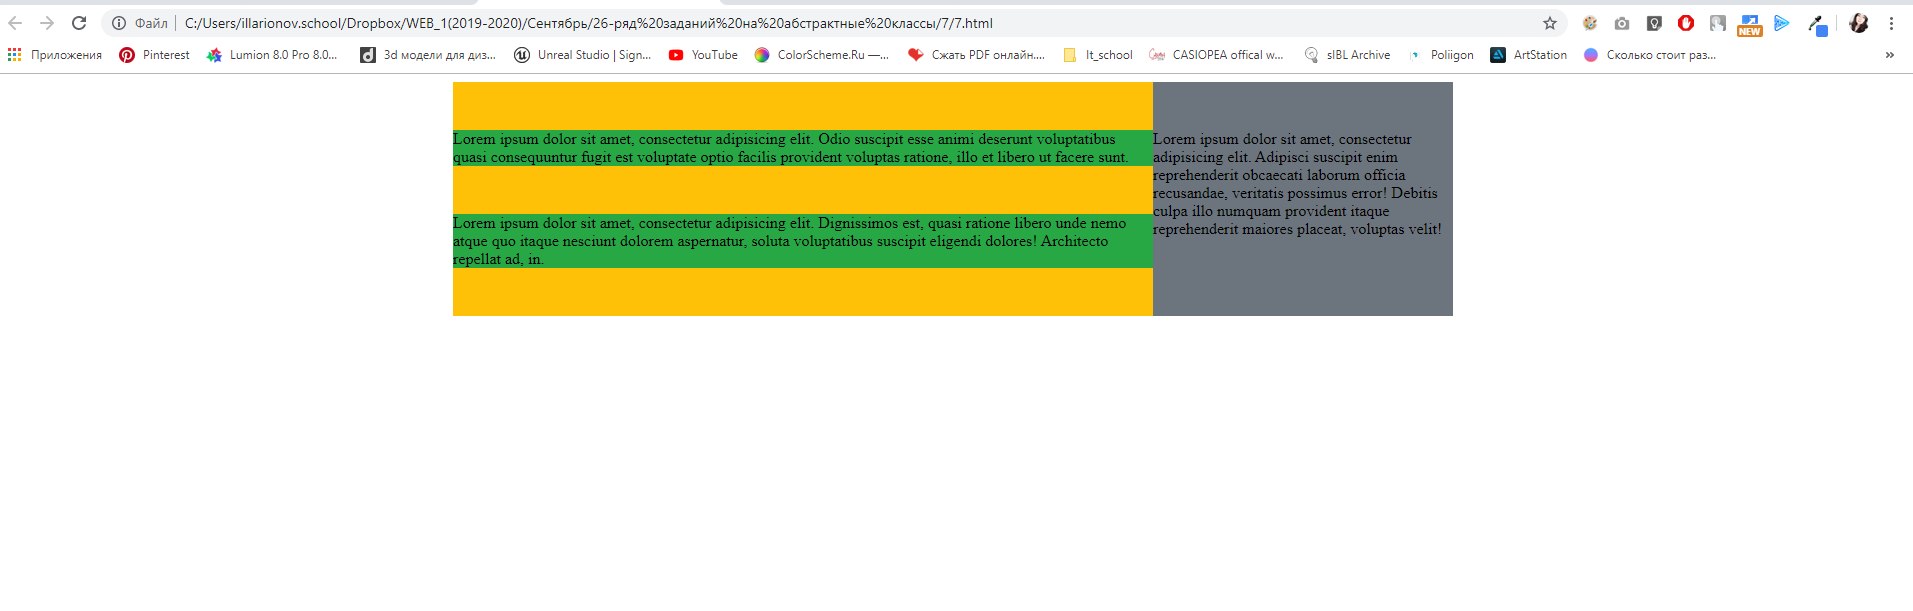 Файл C:/Users/illarionov.school/Dropbox/WEB_1(2019-2020)/Сентябрь/26-ряд%20заданий%20на%20абстрактные%20классы/7/7.html
NEW
Приложения Pinterest Lumion 8.0 Pro 8.0... 3d модели для диз... Unreal Studio | Sign... YouTube ColorScheme.Ru —... Сжать PDF онлайн.... It_school CASIOPEA offical w... sIBL Archive Poliigon ArtStation Сколько стоит раз... »
Lorem ipsum dolor sit amet, consectetur adipisicing elit. Odio suscipit esse animi deserunt voluptatibus
quasi consequuntur fugit est voluptate optio facilis provident voluptas ratione, illo et libero ut facere sunt.
Lorem ipsum dolor sit amet, consectetur adipisicing elit. Dignissimos est, quasi ratione libero unde nemo
atque quo itaque nesciunt dolorem aspernatur, soluta voluptatibus suscipit eligendi dolores! Architecto
repellat ad, in.
Lorem ipsum dolor sit amet, consectetur
adipisicing elit. Adipisci suscipit enim
reprehenderit obcaecati laborum officia
recusandae, veritatis possimus error! Debitis
culpa illo numquam provident itaque
reprehenderit maiores placeat, voluptas velit!